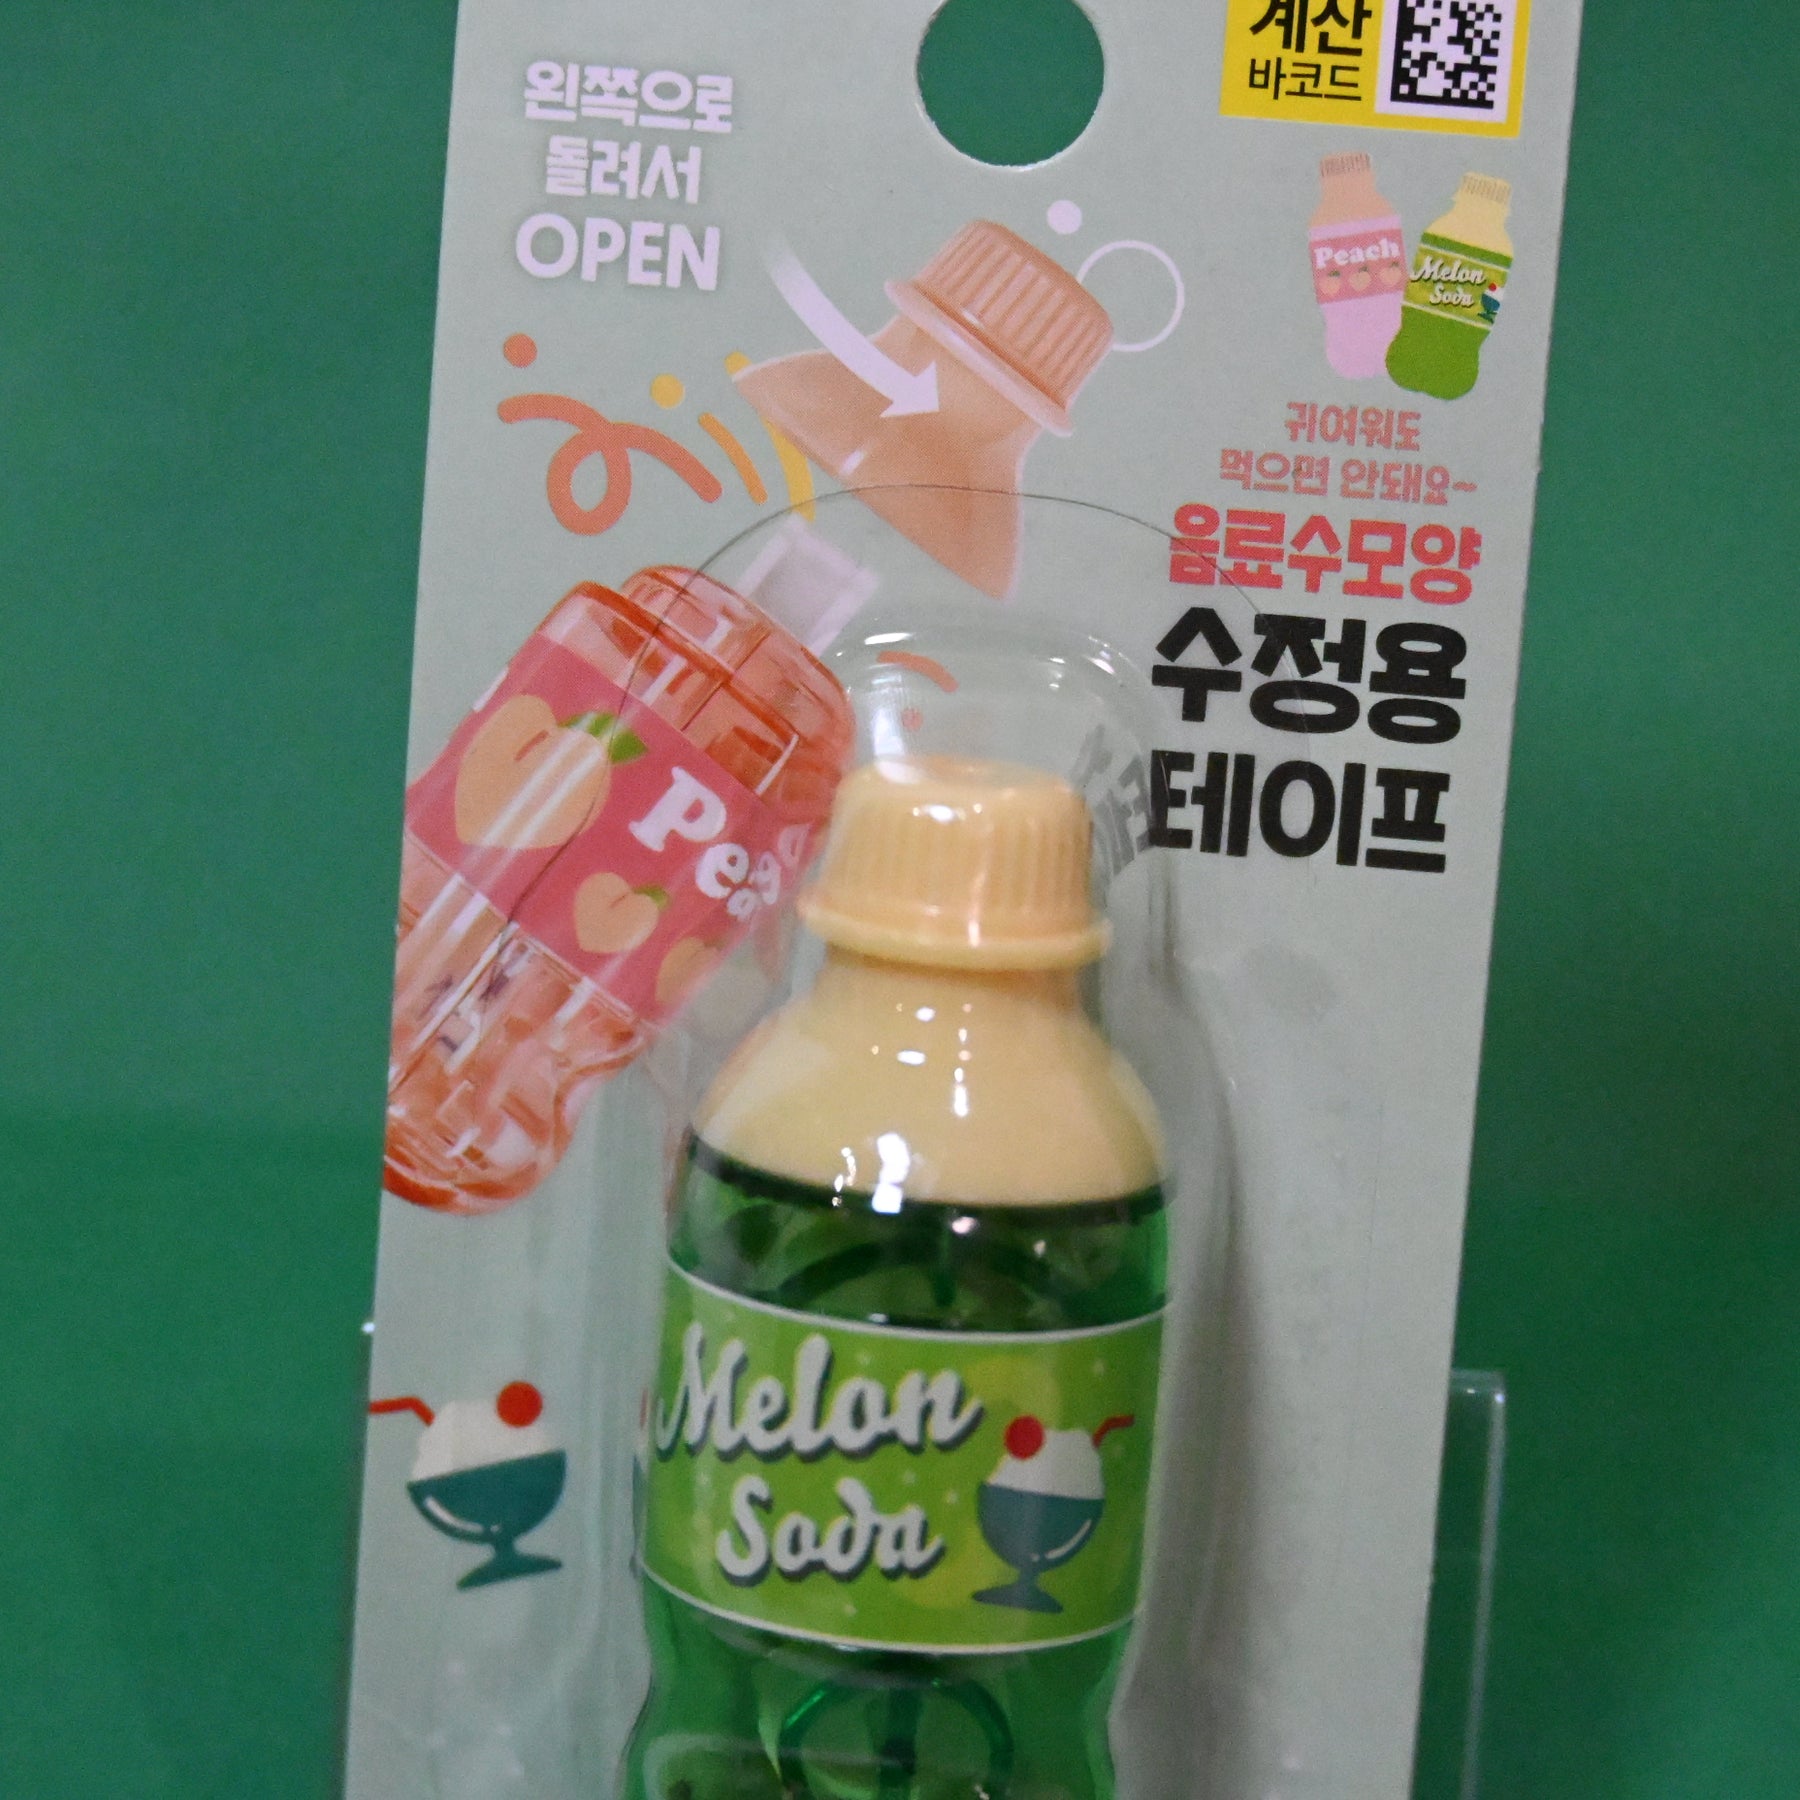 계산
바코드
왼쪽으로
돌려서
OPEN
Peach
Melon
Soda
귀여워도
먹으면 안돼요~
음료수모양
수정용
테이프
Melon
Soda